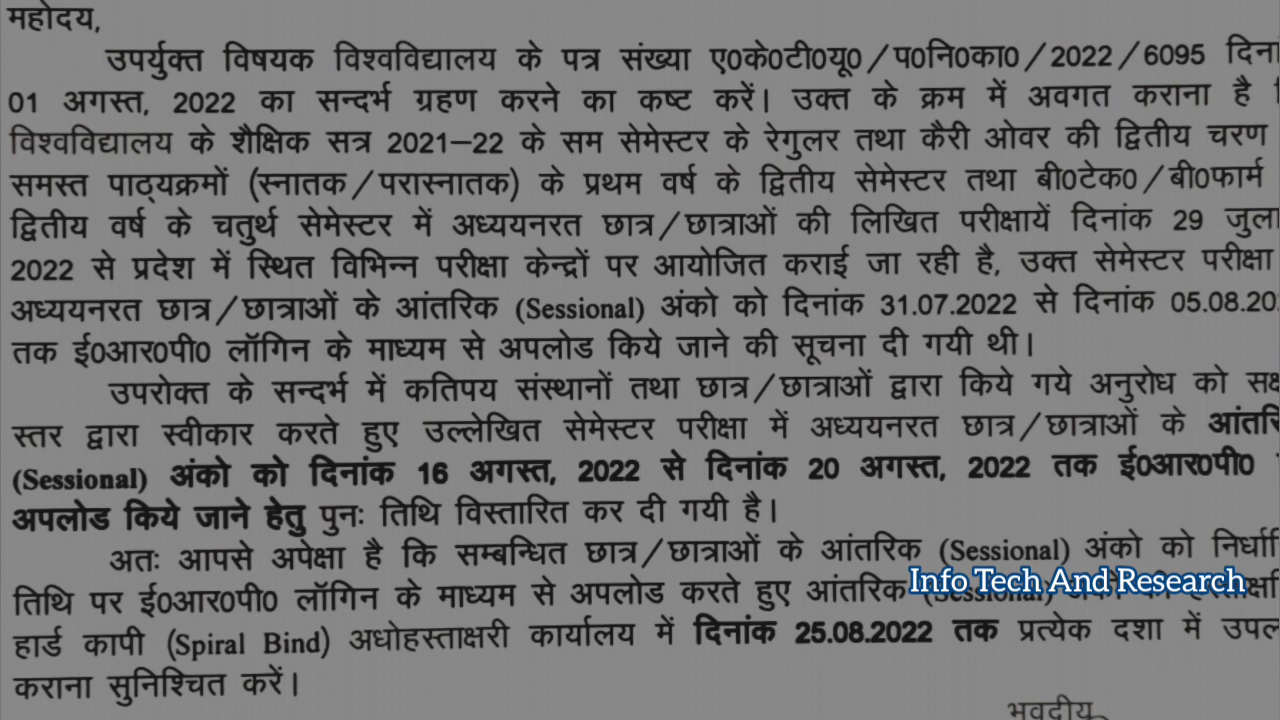 महोदय,
उपर्युक्त विषयक विश्वविद्यालय के पत्र संख्या ए0के0टी0यू0/प0नि0का0/2022/6095
01 अगस्त, 2022 का सन्दर्भ ग्रहण करने का कष्ट करें। उक्त के क्रम में अवगत कराना है
विश्वविद्यालय के शैक्षिक सत्र 2021–22 के सम सेमेस्टर के रेगुलर तथा कैरी ओवर की द्वितीय चरण
समस्त पाठ्यक्रमों (स्नातक/परास्नातक) के प्रथम वर्ष के द्वितीय सेमेस्टर तथा बी0टेक0/बी0फार्म
द्वितीय वर्ष के चतुर्थ सेमेस्टर में अध्ययनरत छात्र/छात्राओं की लिखित परीक्षायें दिनांक 29
2022 से प्रदेश में स्थित विभिन्न परीक्षा केन्द्रों पर आयोजित कराई जा रही है, उक्त सेमेस्टर परीक्षा
अध्ययनरत छात्र/छात्राओं के आंतरिक (Sessional) अंको को दिनांक 31.07.2022 से दिनांक
तक ई0आर0पी0 लॉगिन के माध्यम से अपलोड किये जाने की सूचना दी गयी थी।
उपरोक्त के सन्दर्भ में कतिपय संस्थानों तथा छात्र/छात्राओं द्वारा किये गये अनुरोध को
स्तर द्वारा स्वीकार करते हुए उल्लेखित सेमेस्टर परीक्षा में अध्ययनरत छात्र/छात्राओं के
(Sessional) अंको को दिनांक 16 अगस्त, 2022 से दिनांक 20 अगस्त, 2022 तक ई0आर0पी0
अपलोड किये जाने हेतु पुनः तिथि विस्तारित कर दी गयी है।
अतः आपसे अपेक्षा है कि सम्बन्धित छात्र/छात्राओं के आंतरिक (Sessional) अंको को
तिथि पर ई0आर0पी0 लॉगिन के माध्यम से अपलोड करते हुए आंतरिक
Info Tech And Research
हार्ड कापी (Spiral Bind) अधोहस्ताक्षरी कार्यालय में दिनांक 25.08.2022 तक प्रत्येक दशा में
कराना सुनिश्चित करें।
भवदीय